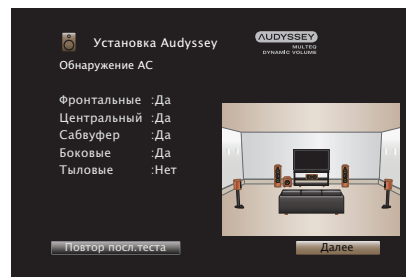 Установка Audyssey
AUDYSSEY
MULTEQ
DYNAMIC VOLUME
Обнаружение АС
Фронтальные :Да
Центральный :Да
Сабвуфер :Да
Боковые :Да
Тыловые :Нет
Повтор посл.теста
Далее